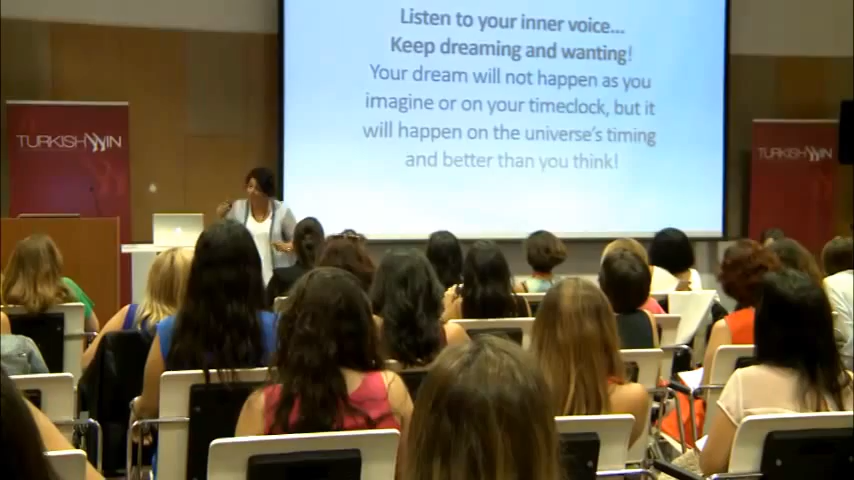 Listen to your inner voice...
Keep dreaming and wanting!
Your dream will not happen as you
imagine or on your timeclock, but it
will happen on the universe's timing
and better than you think!
TURKISHWIN
TURKISHWIN